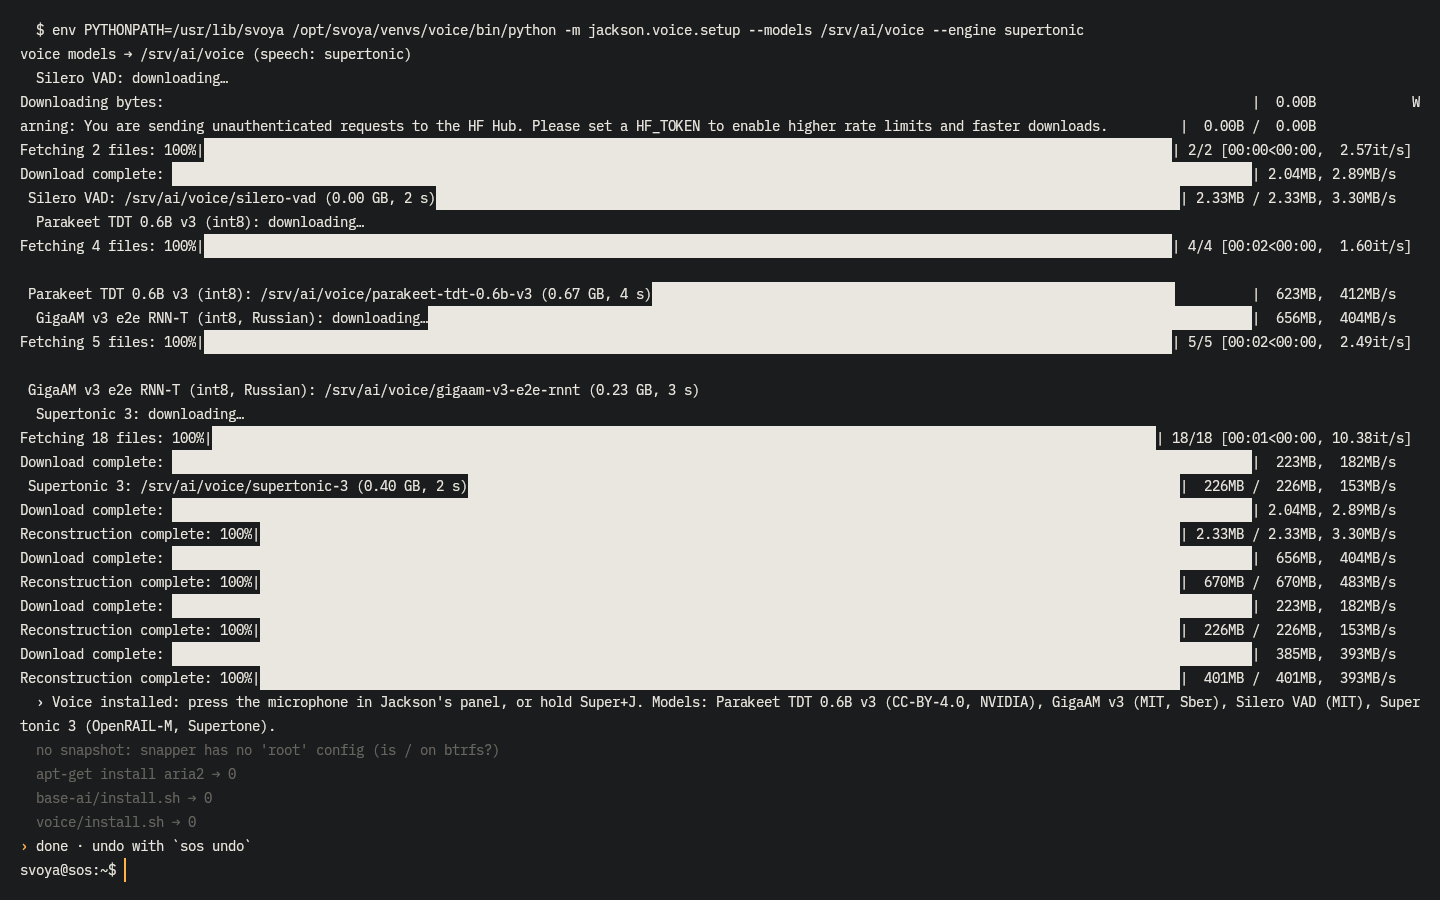 $ env PYTHONPATH=/usr/lib/svoya /opt/svoya/venvs/voice/bin/python -m jackson.voice.setup --models /srv/ai/voice --engine supertonic
voice models → /srv/ai/voice (speech: supertonic)
Silero VAD: downloading…
Downloading bytes: | 0.00B W
arning: You are sending unauthenticated requests to the HF Hub. Please set a HF_TOKEN to enable higher rate limits and faster downloads. | 0.00B / 0.00B
Fetching 2 files: 100%| | 2/2 [00:00<00:00, 2.57it/s]
Download complete: | 2.04MB, 2.89MB/s
Silero VAD: /srv/ai/voice/silero-vad (0.00 GB, 2 s) | 2.33MB / 2.33MB, 3.30MB/s
Parakeet TDT 0.6B v3 (int8): downloading…
Fetching 4 files: 100%| | 4/4 [00:02<00:00, 1.60it/s]
Parakeet TDT 0.6B v3 (int8): /srv/ai/voice/parakeet-tdt-0.6b-v3 (0.67 GB, 4 s) | 623MB, 412MB/s
GigaAM v3 e2e RNN-T (int8, Russian): downloading… | 656MB, 404MB/s
Fetching 5 files: 100%| | 5/5 [00:02<00:00, 2.49it/s]
GigaAM v3 e2e RNN-T (int8, Russian): /srv/ai/voice/gigaam-v3-e2e-rnnt (0.23 GB, 3 s)
Supertonic 3: downloading…
Fetching 18 files: 100%| | 18/18 [00:01<00:00, 10.38it/s]
Download complete: | 223MB, 182MB/s
Supertonic 3: /srv/ai/voice/supertonic-3 (0.40 GB, 2 s) | 226MB / 226MB, 153MB/s
Download complete: | 2.04MB, 2.89MB/s
Reconstruction complete: 100%| | 2.33MB / 2.33MB, 3.30MB/s
Download complete: | 656MB, 404MB/s
Reconstruction complete: 100%| | 670MB / 670MB, 483MB/s
Download complete: | 223MB, 182MB/s
Reconstruction complete: 100%| | 226MB / 226MB, 153MB/s
Download complete: | 385MB, 393MB/s
Reconstruction complete: 100%| | 401MB / 401MB, 393MB/s
› Voice installed: press the microphone in Jackson's panel, or hold Super+J. Models: Parakeet TDT 0.6B v3 (CC-BY-4.0, NVIDIA), GigaAM v3 (MIT, Sber), Silero VAD (MIT), Super
tonic 3 (OpenRAIL-M, Supertone).
no snapshot: snapper has no 'root' config (is / on btrfs?)
apt-get install aria2 → 0
base-ai/install.sh → 0
voice/install.sh → 0
› done · undo with `sos undo`
svoya@sos:~$